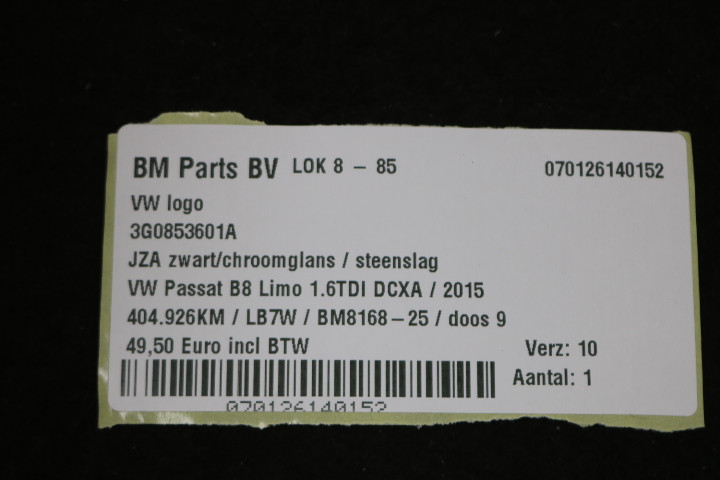 BM Parts BV LOK 8 - 85 070126140152
VW logo
3G0853601A
JZA zwart/chroomglans / steenslag
VW Passat B8 Limo 1.6TDI DCXA / 2015
404.926KM / LB7W / BM8168-25 / doos 9
49,50 Euro incl BTW Verz: 10
Aantal: 1
070126140152